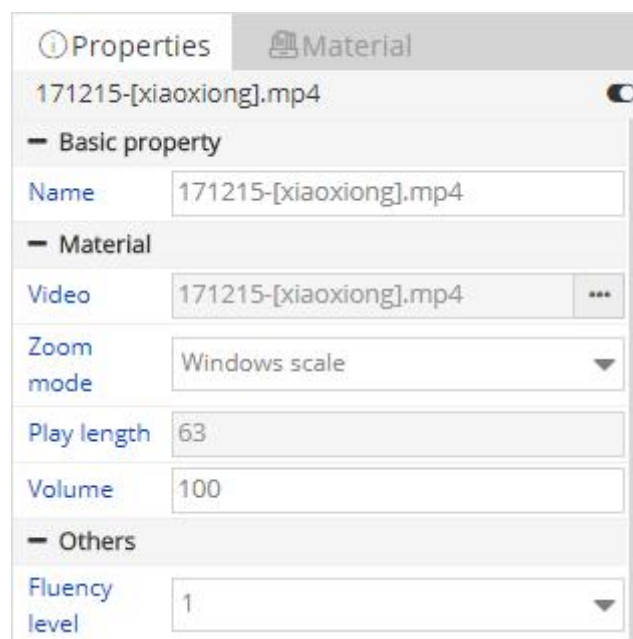 Properties
Material
171215-[xiaoxiong].mp4
Basic property
Name
171215-[xiaoxiong].mp4
Material
Video
171215-[xiaoxiong].mp4
...
Zoom
mode
Windows scale
Play length
63
Volume
100
Others
Fluency
level
1